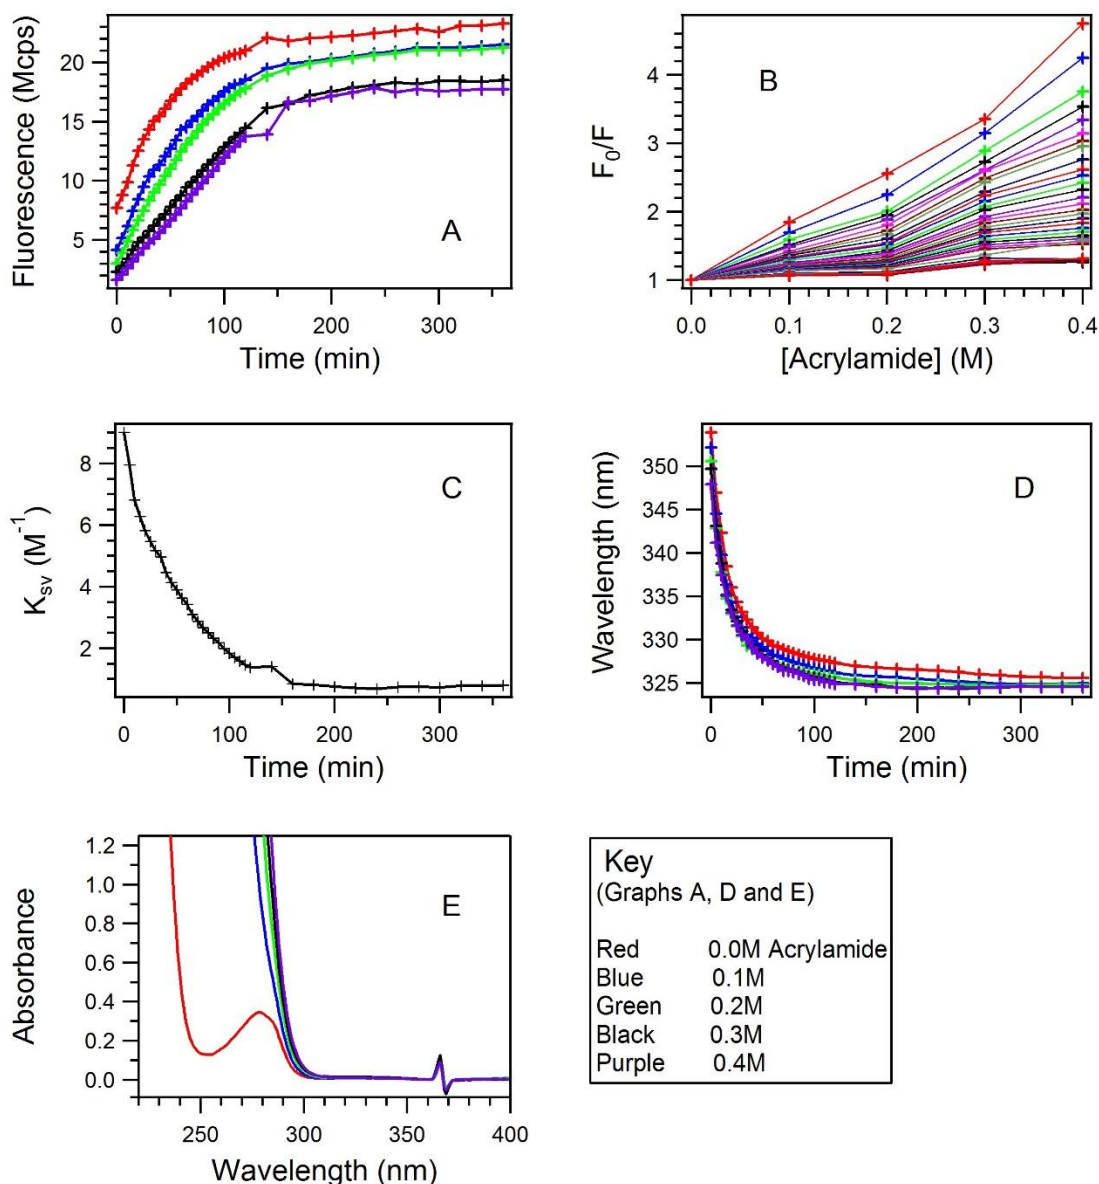 Fluorescence (Mcps)
20
15
10
5
A
0 100 200 300
Time (min)
F0/F
4
3
2
1
B
0.0 0.1 0.2 0.3 0.4
[Acrylamide] (M)
Ksv (M⁻¹)
8
6
4
2
C
0 100 200 300
Time (min)
Wavelength (nm)
350
345
340
335
330
325
D
0 100 200 300
Time (min)
Absorbance
1.2
1.0
0.8
0.6
0.4
0.2
0.0
E
250 300 350 400
Wavelength (nm)
Key
(Graphs A, D and E)
Red 0.0M Acrylamide
Blue 0.1M
Green 0.2M
Black 0.3M
Purple 0.4M